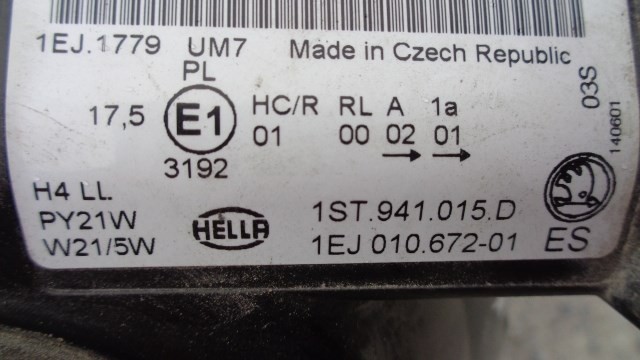 1EJ.1779 UM7 Made in Czech Republic
PL
17,5 E1 HC/R RL A 1a
01 00 02 01
3192
H4 LL.
PY21W HELLA 1ST.941.015.D
W21/5W 1EJ 010.672-01 ES
03S
140601